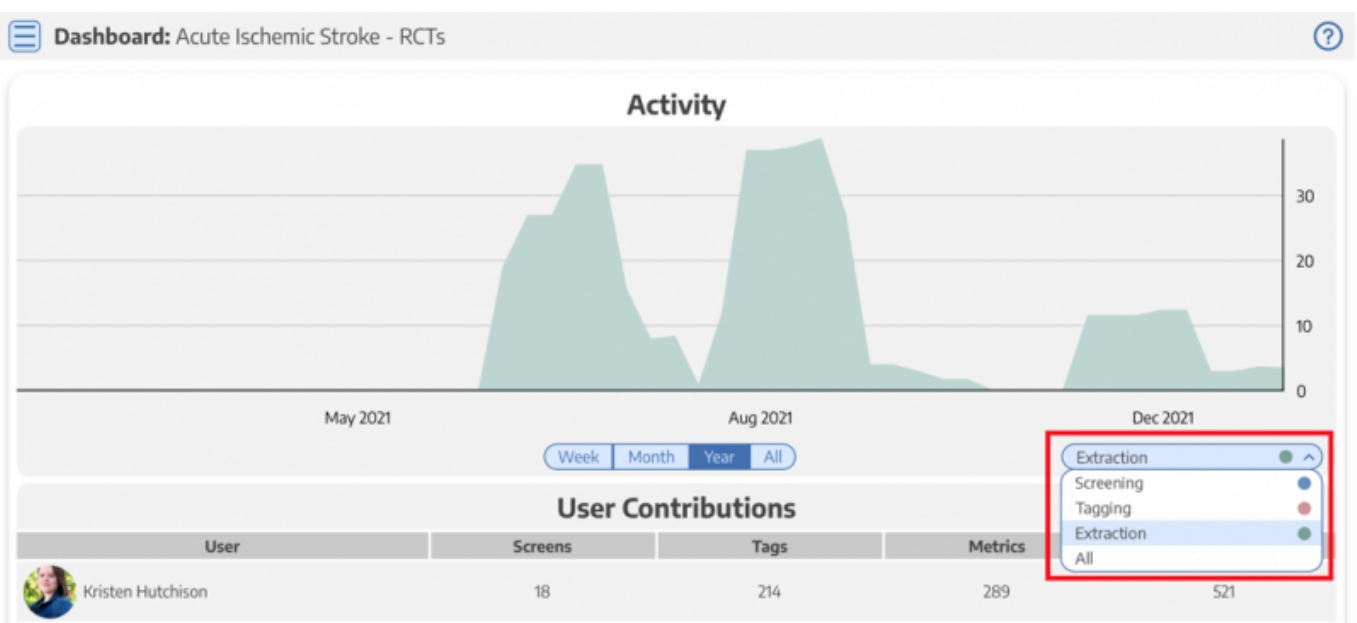 Dashboard: Acute Ischemic Stroke - RCTs
?
Activity
30
20
10
0
May 2021 Aug 2021 Dec 2021
Week Month Year All
Extraction
Screening
Tagging
Extraction
All
User Contributions
User Screens Tags Metrics
Kristen Hutchison 18 214 289 521